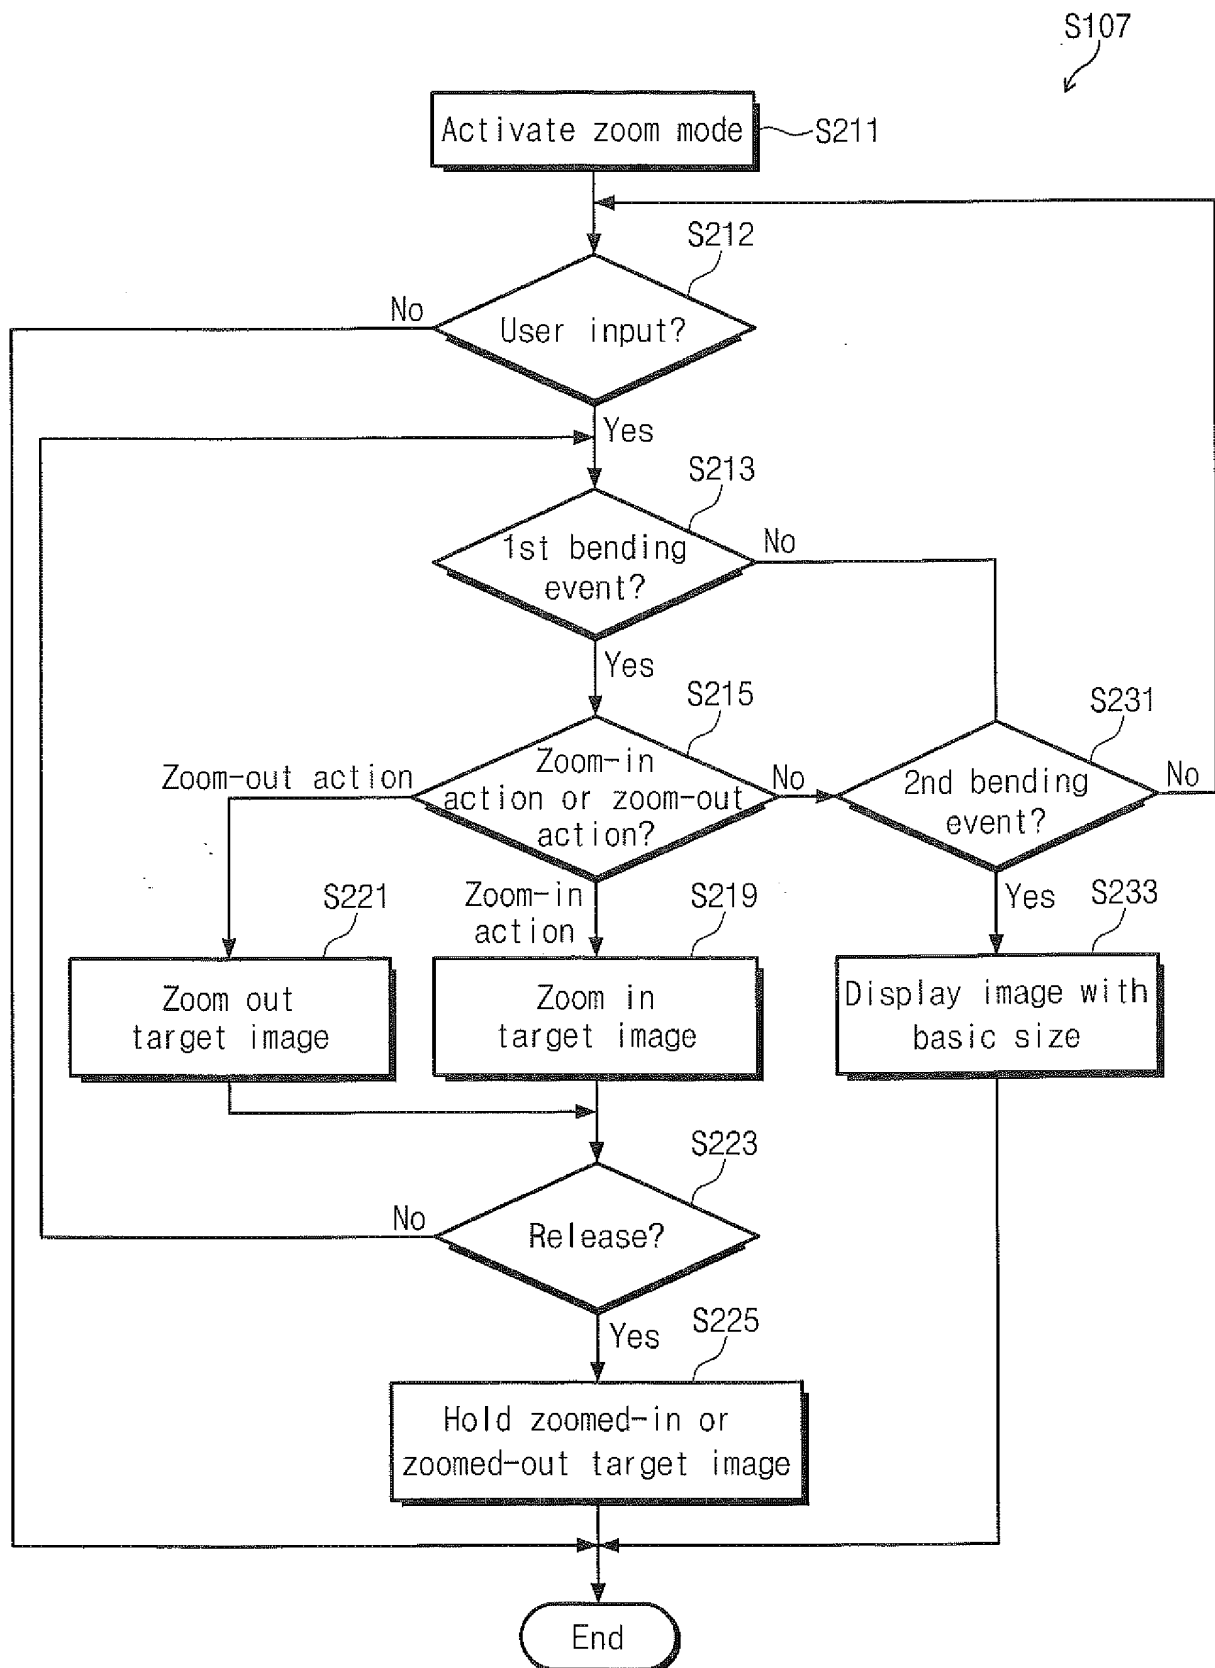 S107
Activate zoom mode
S211
S212
No
User input?
Yes
S213
1st bending
event?
No
Yes
S215
S231
Zoom-out action
Zoom-in
action or zoom-out
action?
No
2nd bending
event?
No
S221
Zoom-in
action
S219
Yes
S233
Zoom out
target image
Zoom in
target image
Display image with
basic size
S223
No
Release?
Yes
S225
Hold zoomed-in or
zoomed-out target image
End